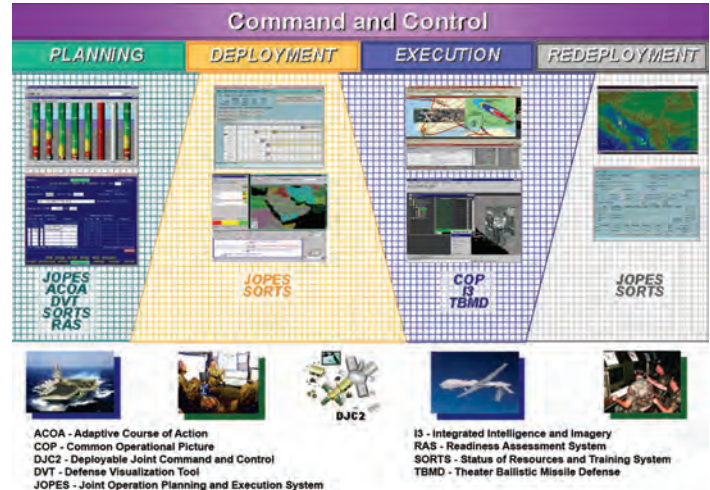 Command and Control
PLANNING
DEPLOYMENT
EXECUTION
REDEPLOYMENT
JOPES
ACOA
DVT
SORTS
RAS
JOPES
SORTS
COP
I3
TBMD
JOPES
SORTS
DJC2
ACOA - Adaptive Course of Action
COP - Common Operational Picture
DJC2 - Deployable Joint Command and Control
DVT - Defense Visualization Tool
JOPES - Joint Operation Planning and Execution System
I3 - Integrated Intelligence and Imagery
RAS - Readiness Assessment System
SORTS - Status of Resources and Training System
TBMD - Theater Ballistic Missile Defense